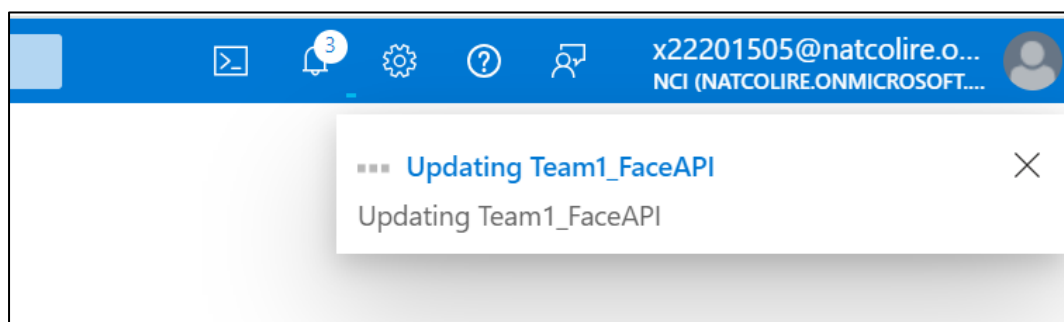 3
x22201505@natcolire.o...
NCI (NATCOLIRE.ONMICROSOFT....
Updating Team1_FaceAPI
Updating Team1_FaceAPI